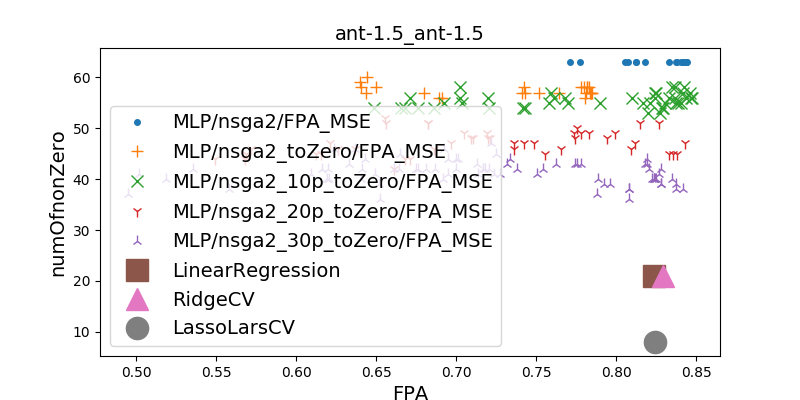 ant-1.5_ant-1.5
numOfnonZero
60
50
40
30
20
10
MLP/nsga2/FPA_MSE
MLP/nsga2_toZero/FPA_MSE
MLP/nsga2_10p_toZero/FPA_MSE
MLP/nsga2_20p_toZero/FPA_MSE
MLP/nsga2_30p_toZero/FPA_MSE
LinearRegression
RidgeCV
LassoLarsCV
0.50 0.55 0.60 0.65 0.70 0.75 0.80 0.85
FPA